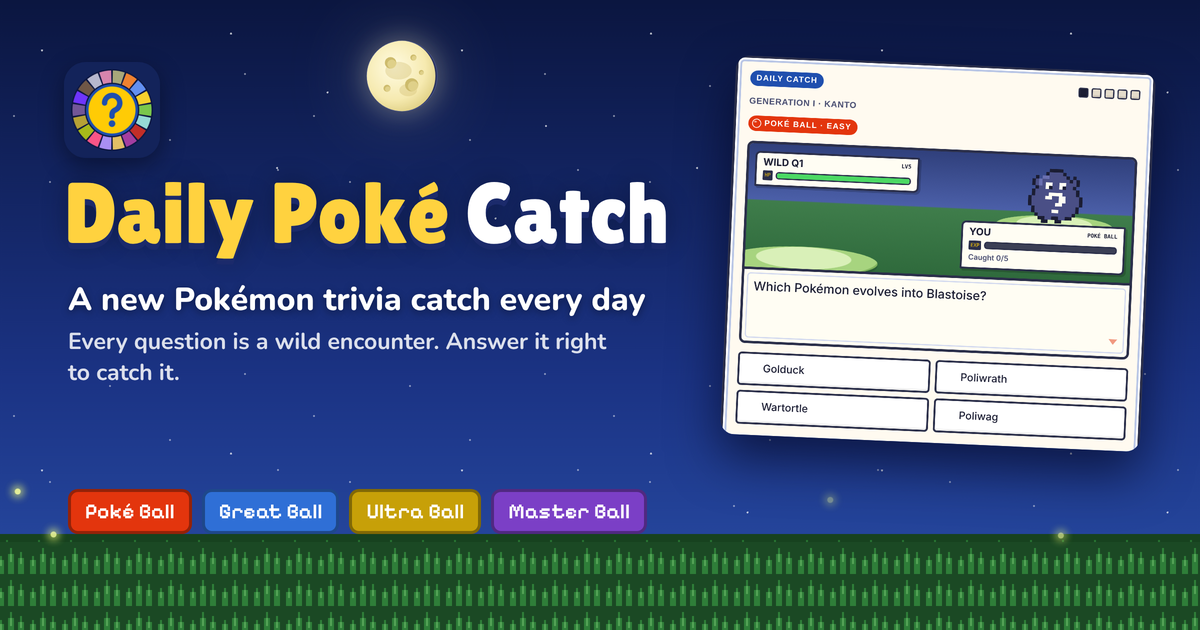 ?
Daily Poké Catch
A new Pokémon trivia catch every day
Every question is a wild encounter. Answer it right
to catch it.
Poké Ball
Great Ball
Ultra Ball
Master Ball
DAILY CATCH
GENERATION I · KANTO
POKÉ BALL · EASY
WILD Q1
LV5
HP
YOU
POKÉ BALL
EXP
Caught 0/5
Which Pokémon evolves into Blastoise?
Golduck
Poliwrath
Wartortle
Poliwag